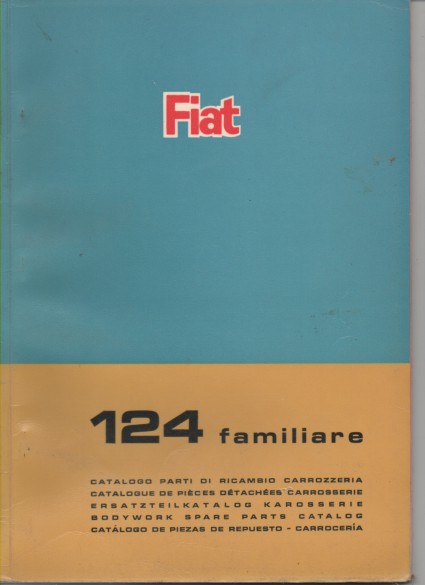 Fiat
124 familiare
CATALOGO PARTI DI RICAMBIO CARROZZERIA
CATALOGUE DE PIÈCES DÉTACHÉES CARROSSERIE
ERSATZTEILKATALOG KAROSSERIE
BODYWORK SPARE PARTS CATALOG
CATÁLOGO DE PIEZAS DE REPUESTO - CARROCERÍA